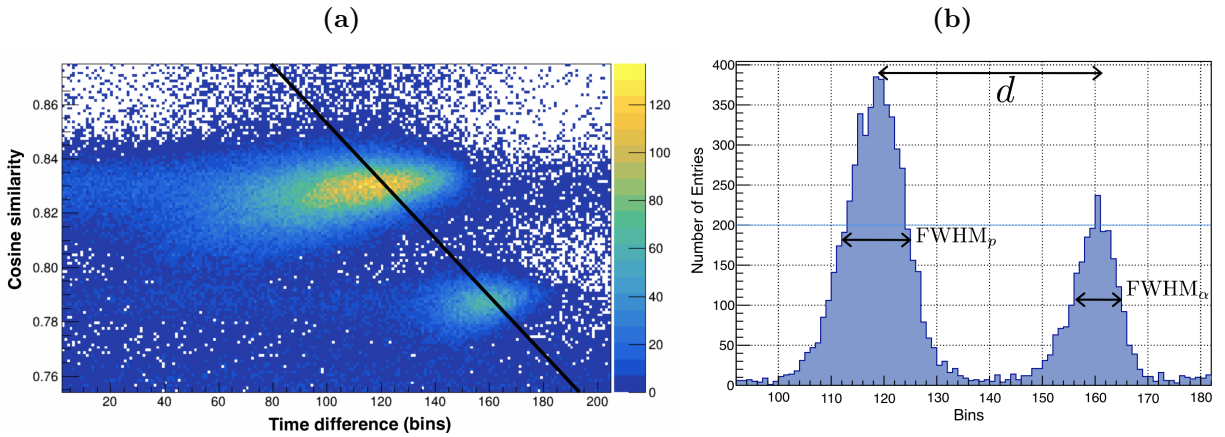 (a)
(b)
Cosine similarity
0.86
0.84
0.82
0.80
0.78
0.76
20 40 60 80 100 120 140 160 180 200
Time difference (bins)
120
100
80
60
40
20
0
Number of Entries
400
350
300
250
200
150
100
50
0
d
FWHMₚ
FWHMα
100 110 120 130 140 150 160 170 180
Bins